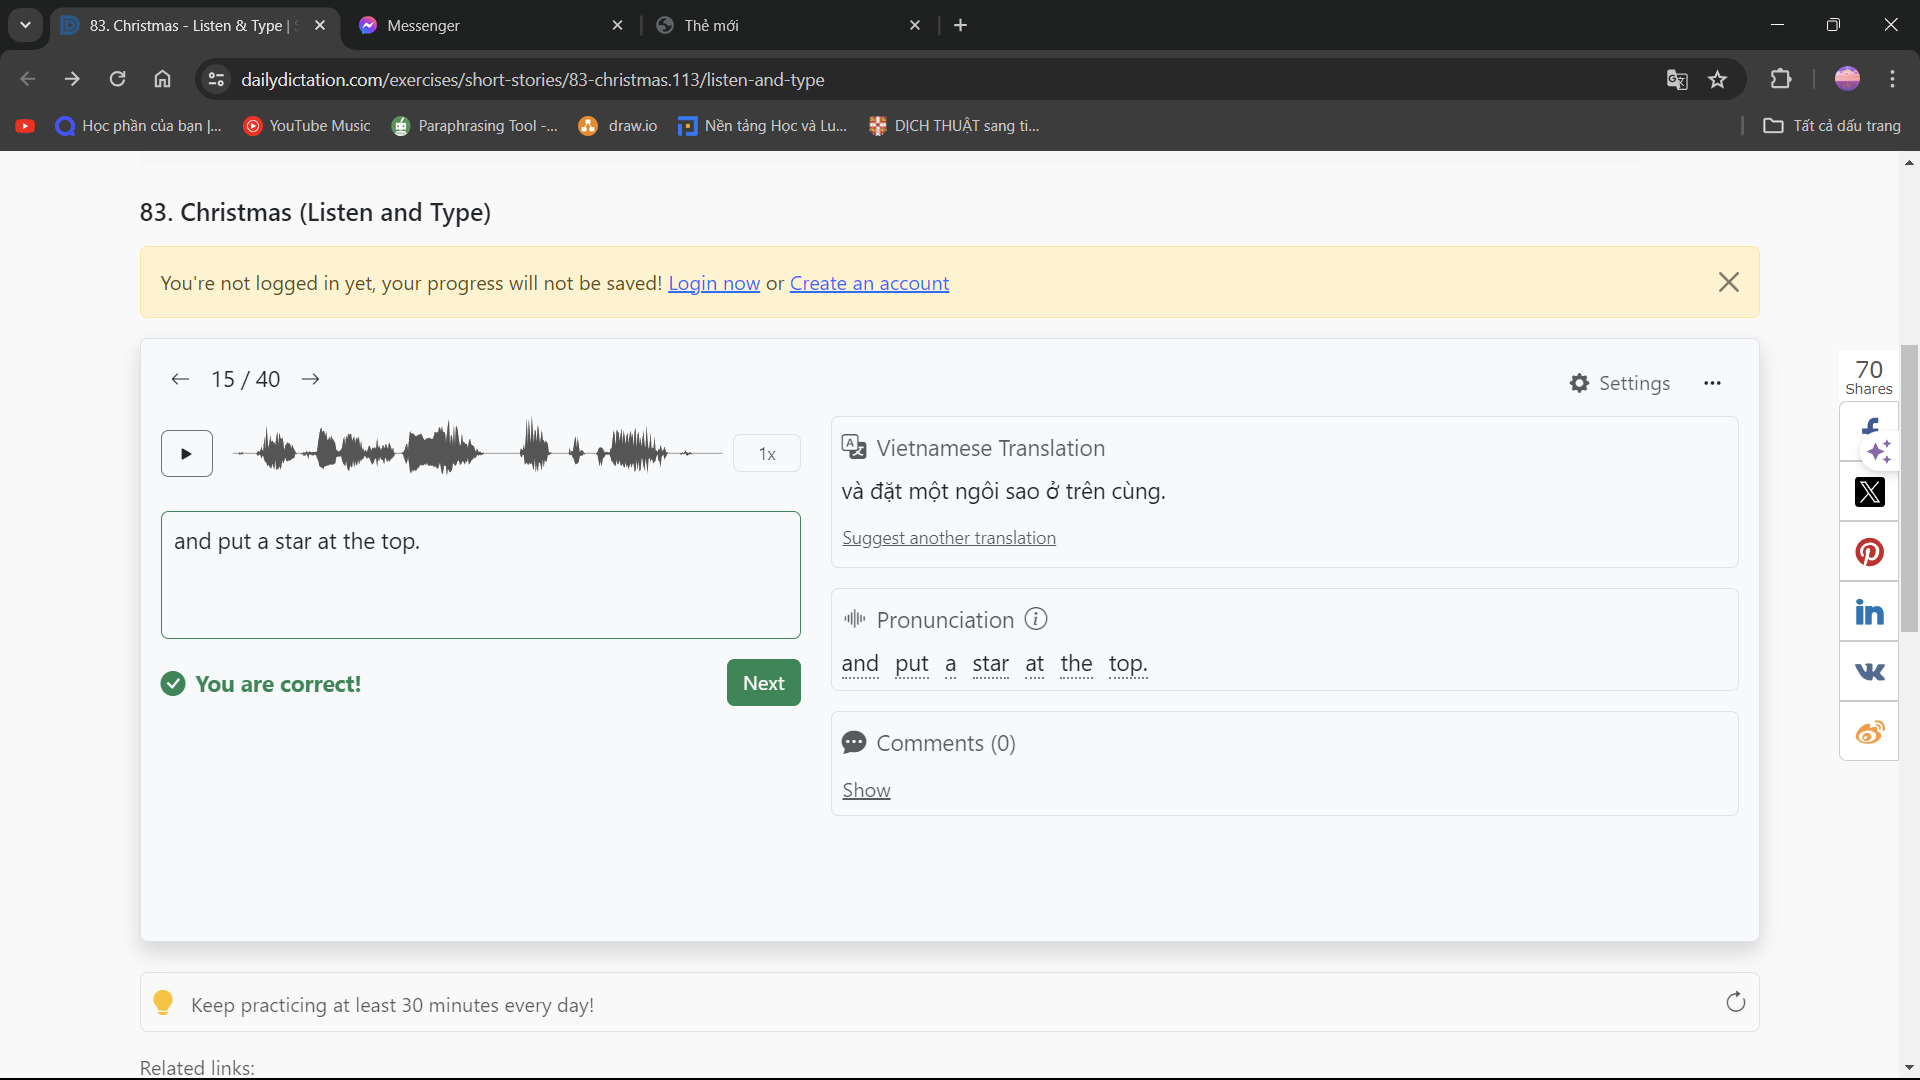 83. Christmas - Listen & Type |
Messenger
Thẻ mới
dailydictation.com/exercises/short-stories/83-christmas.113/listen-and-type
Học phần của bạn |...
YouTube Music
Paraphrasing Tool -...
draw.io
Nền tảng Học và Lu...
DỊCH THUẬT sang ti...
Tất cả dấu trang
83. Christmas (Listen and Type)
You're not logged in yet, your progress will not be saved! Login now or Create an account
15 / 40
Settings
1x
and put a star at the top.
You are correct!
Next
Vietnamese Translation
và đặt một ngôi sao ở trên cùng.
Suggest another translation
Pronunciation
and put a star at the top.
Comments (0)
Show
70
Shares
Keep practicing at least 30 minutes every day!
Related links: